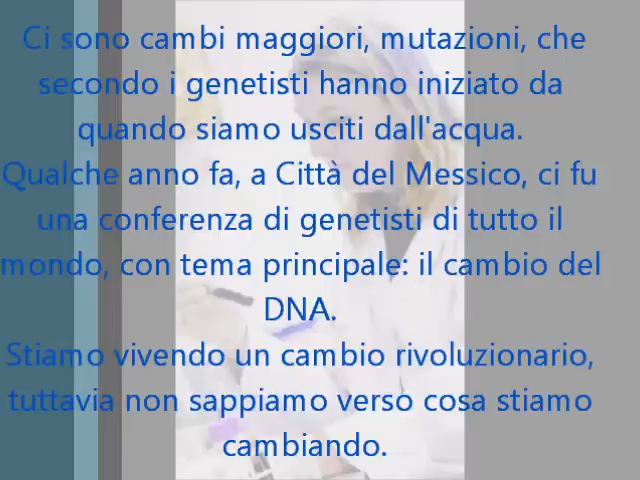 Ci sono cambi maggiori, mutazioni, che
secondo i genetisti hanno iniziato da
quando siamo usciti dall'acqua.
Qualche anno fa, a Città del Messico, ci fu
una conferenza di genetisti di tutto il
mondo, con tema principale: il cambio del
DNA.
Stiamo vivendo un cambio rivoluzionario,
tuttavia non sappiamo verso cosa stiamo
cambiando.